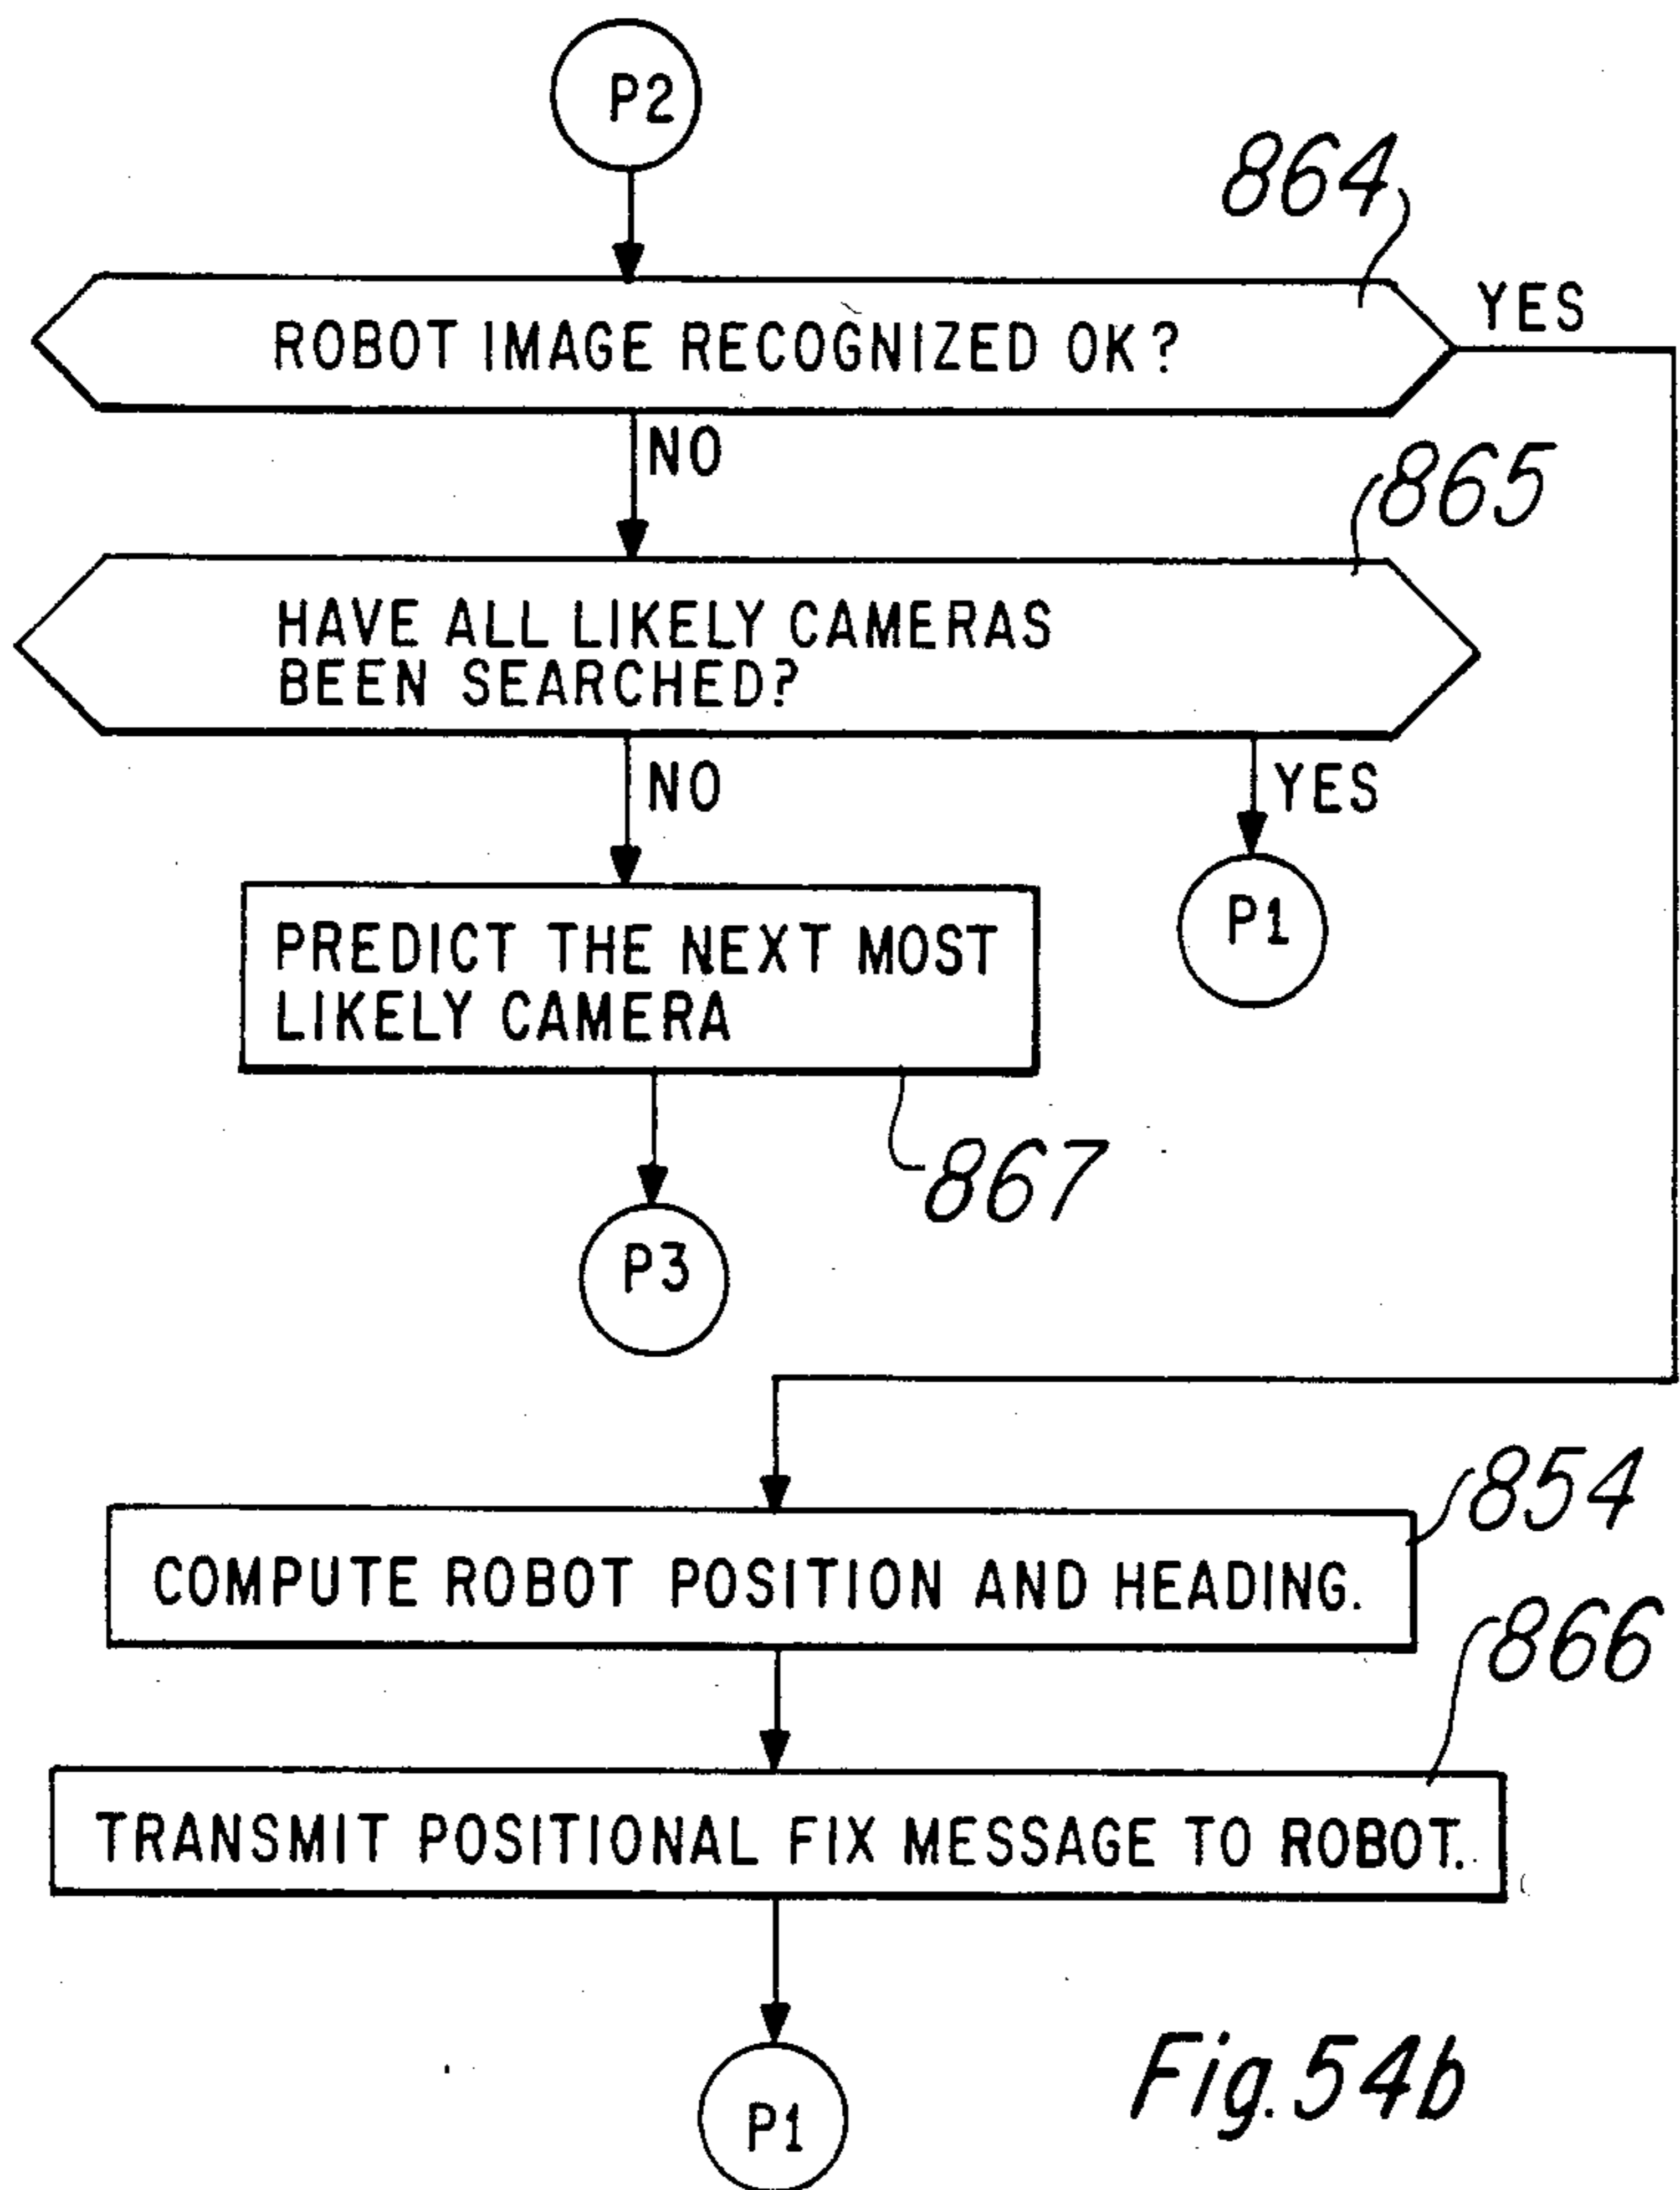 P2
864
ROBOT IMAGE RECOGNIZED OK?
YES
NO
865
HAVE ALL LIKELY CAMERAS
BEEN SEARCHED?
NO
YES
PREDICT THE NEXT MOST
LIKELY CAMERA
P1
867
P3
854
COMPUTE ROBOT POSITION AND HEADING.
866
TRANSMIT POSITIONAL FIX MESSAGE TO ROBOT.
P1
Fig. 54b